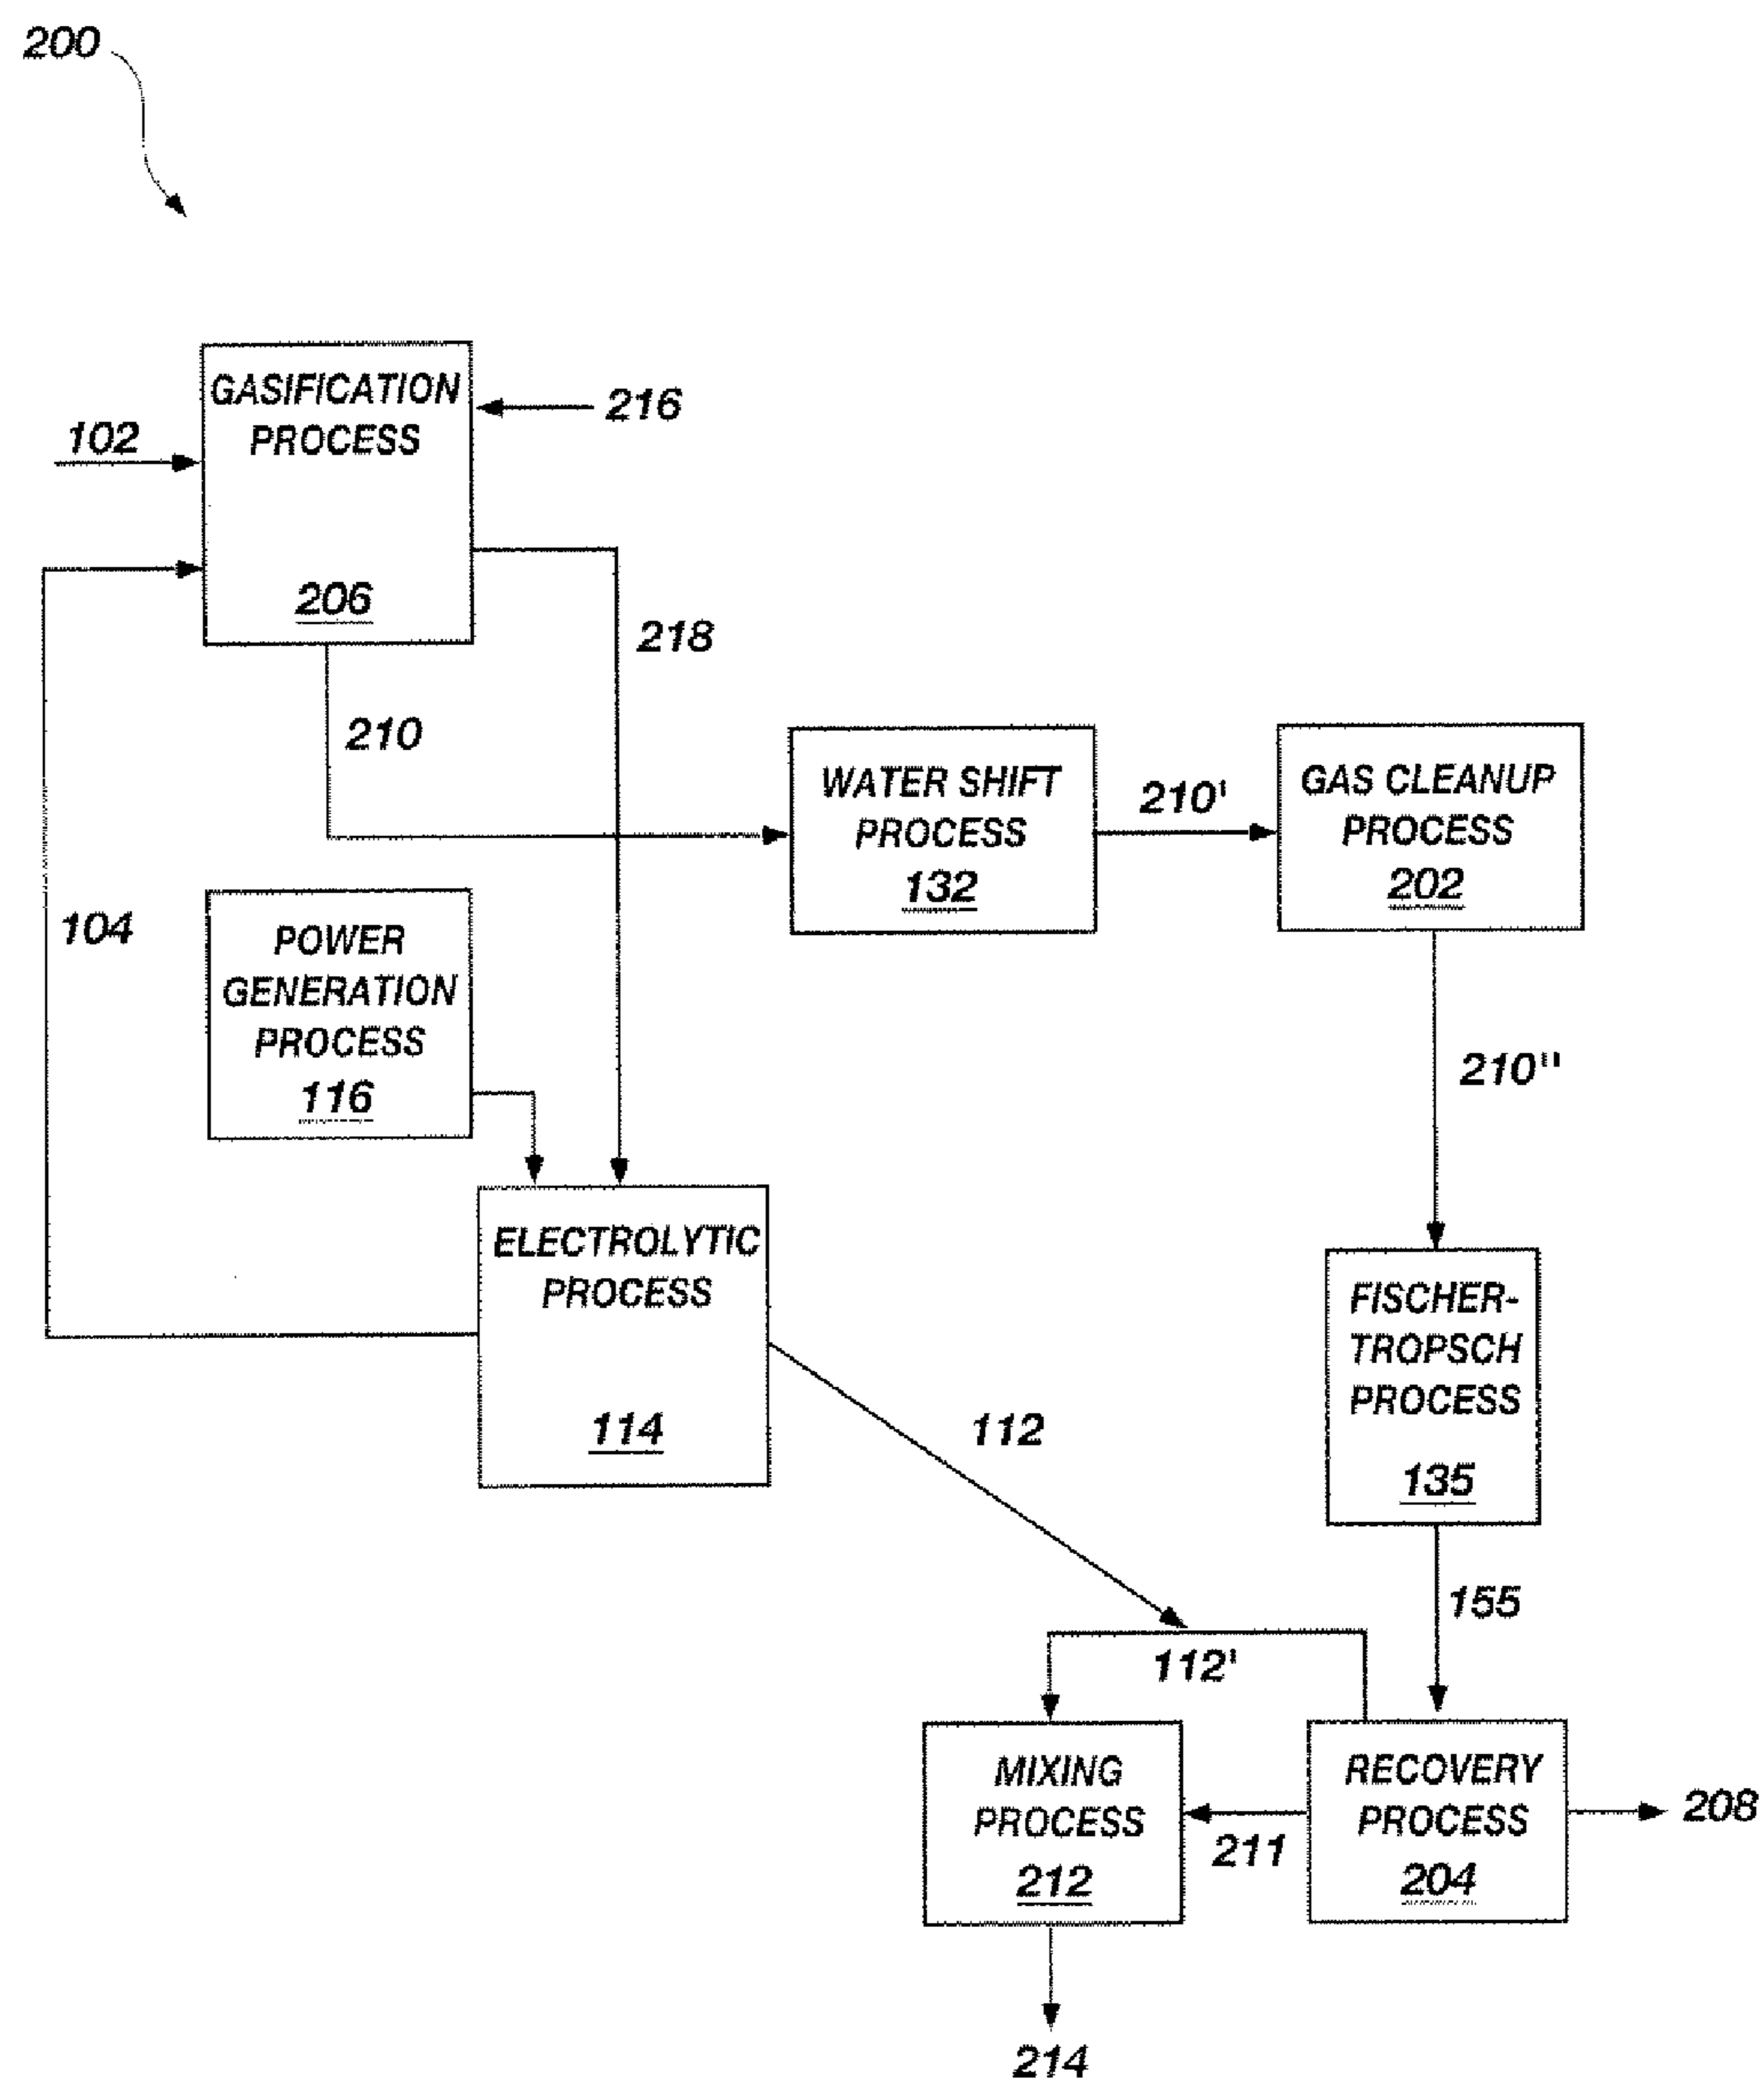 200
GASIFICATION
PROCESS
206
216
102
218
210
104
WATER SHIFT
PROCESS
132
210'
GAS CLEANUP
PROCESS
202
POWER
GENERATION
PROCESS
116
210"
ELECTROLYTIC
PROCESS
114
FISCHER-
TROPSCH
PROCESS
135
112
155
112'
MIXING
PROCESS
212
211
RECOVERY
PROCESS
204
208
214